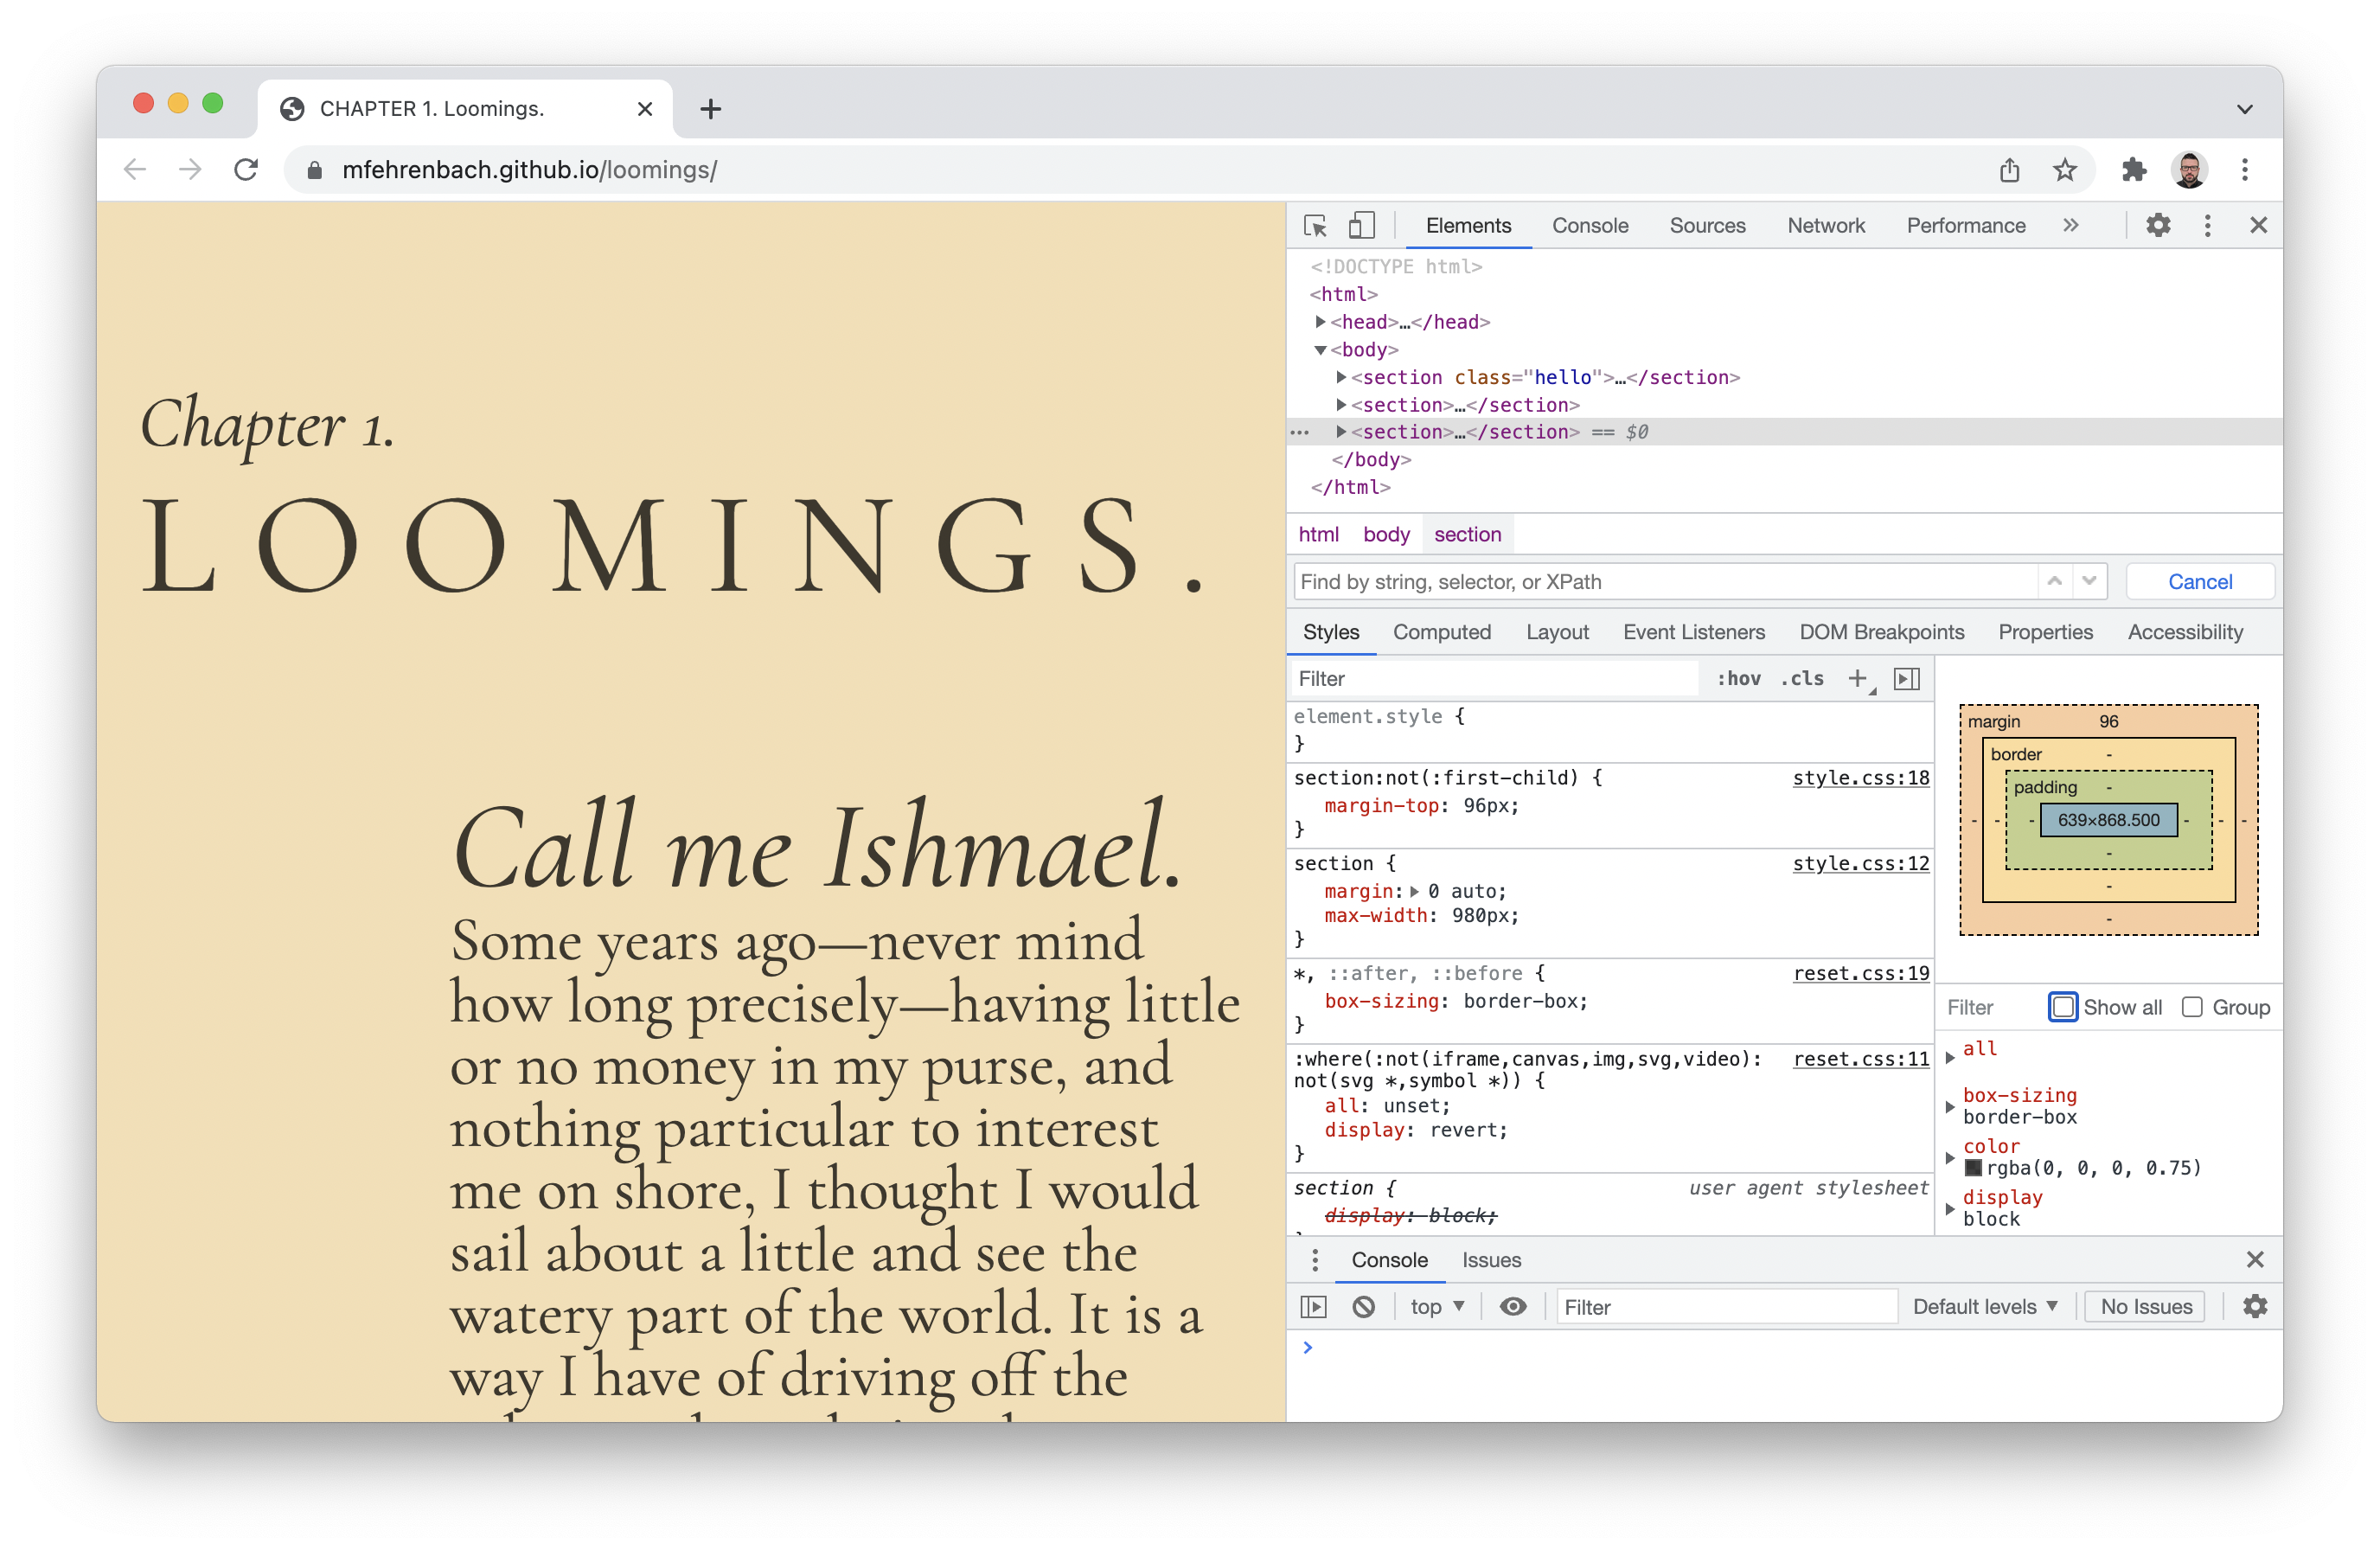 CHAPTER 1. Loomings.
mfehrenbach.github.io/loomings/
Chapter 1.
LOOMINGS.
Call me Ishmael.
Some years ago—never mind
how long precisely—having little
or no money in my purse, and
nothing particular to interest
me on shore, I thought I would
sail about a little and see the
watery part of the world. It is a
way I have of driving off the
Elements Console Sources Network Performance »
<!DOCTYPE html>
<html>
<head>…</head>
<body>
<section class="hello">…</section>
<section>…</section>
… <section>…</section> == $0
</body>
</html>
html body section
Find by string, selector, or XPath Cancel
Styles Computed Layout Event Listeners DOM Breakpoints Properties Accessibility
Filter :hov .cls +
element.style {
}
section:not(:first-child) { style.css:18
margin-top: 96px;
}
section { style.css:12
margin: 0 auto;
max-width: 980px;
}
*, ::after, ::before { reset.css:19
box-sizing: border-box;
}
:where(:not(iframe,canvas,img,svg,video): reset.css:11
not(svg *,symbol *)) {
all: unset;
display: revert;
}
section { user agent stylesheet
display: block;
margin 96
border -
padding -
- - - 639×868.500 - - -
-
-
-
Filter Show all Group
all
box-sizing
border-box
color
rgba(0, 0, 0, 0.75)
display
block
Console Issues
top Filter Default levels No Issues